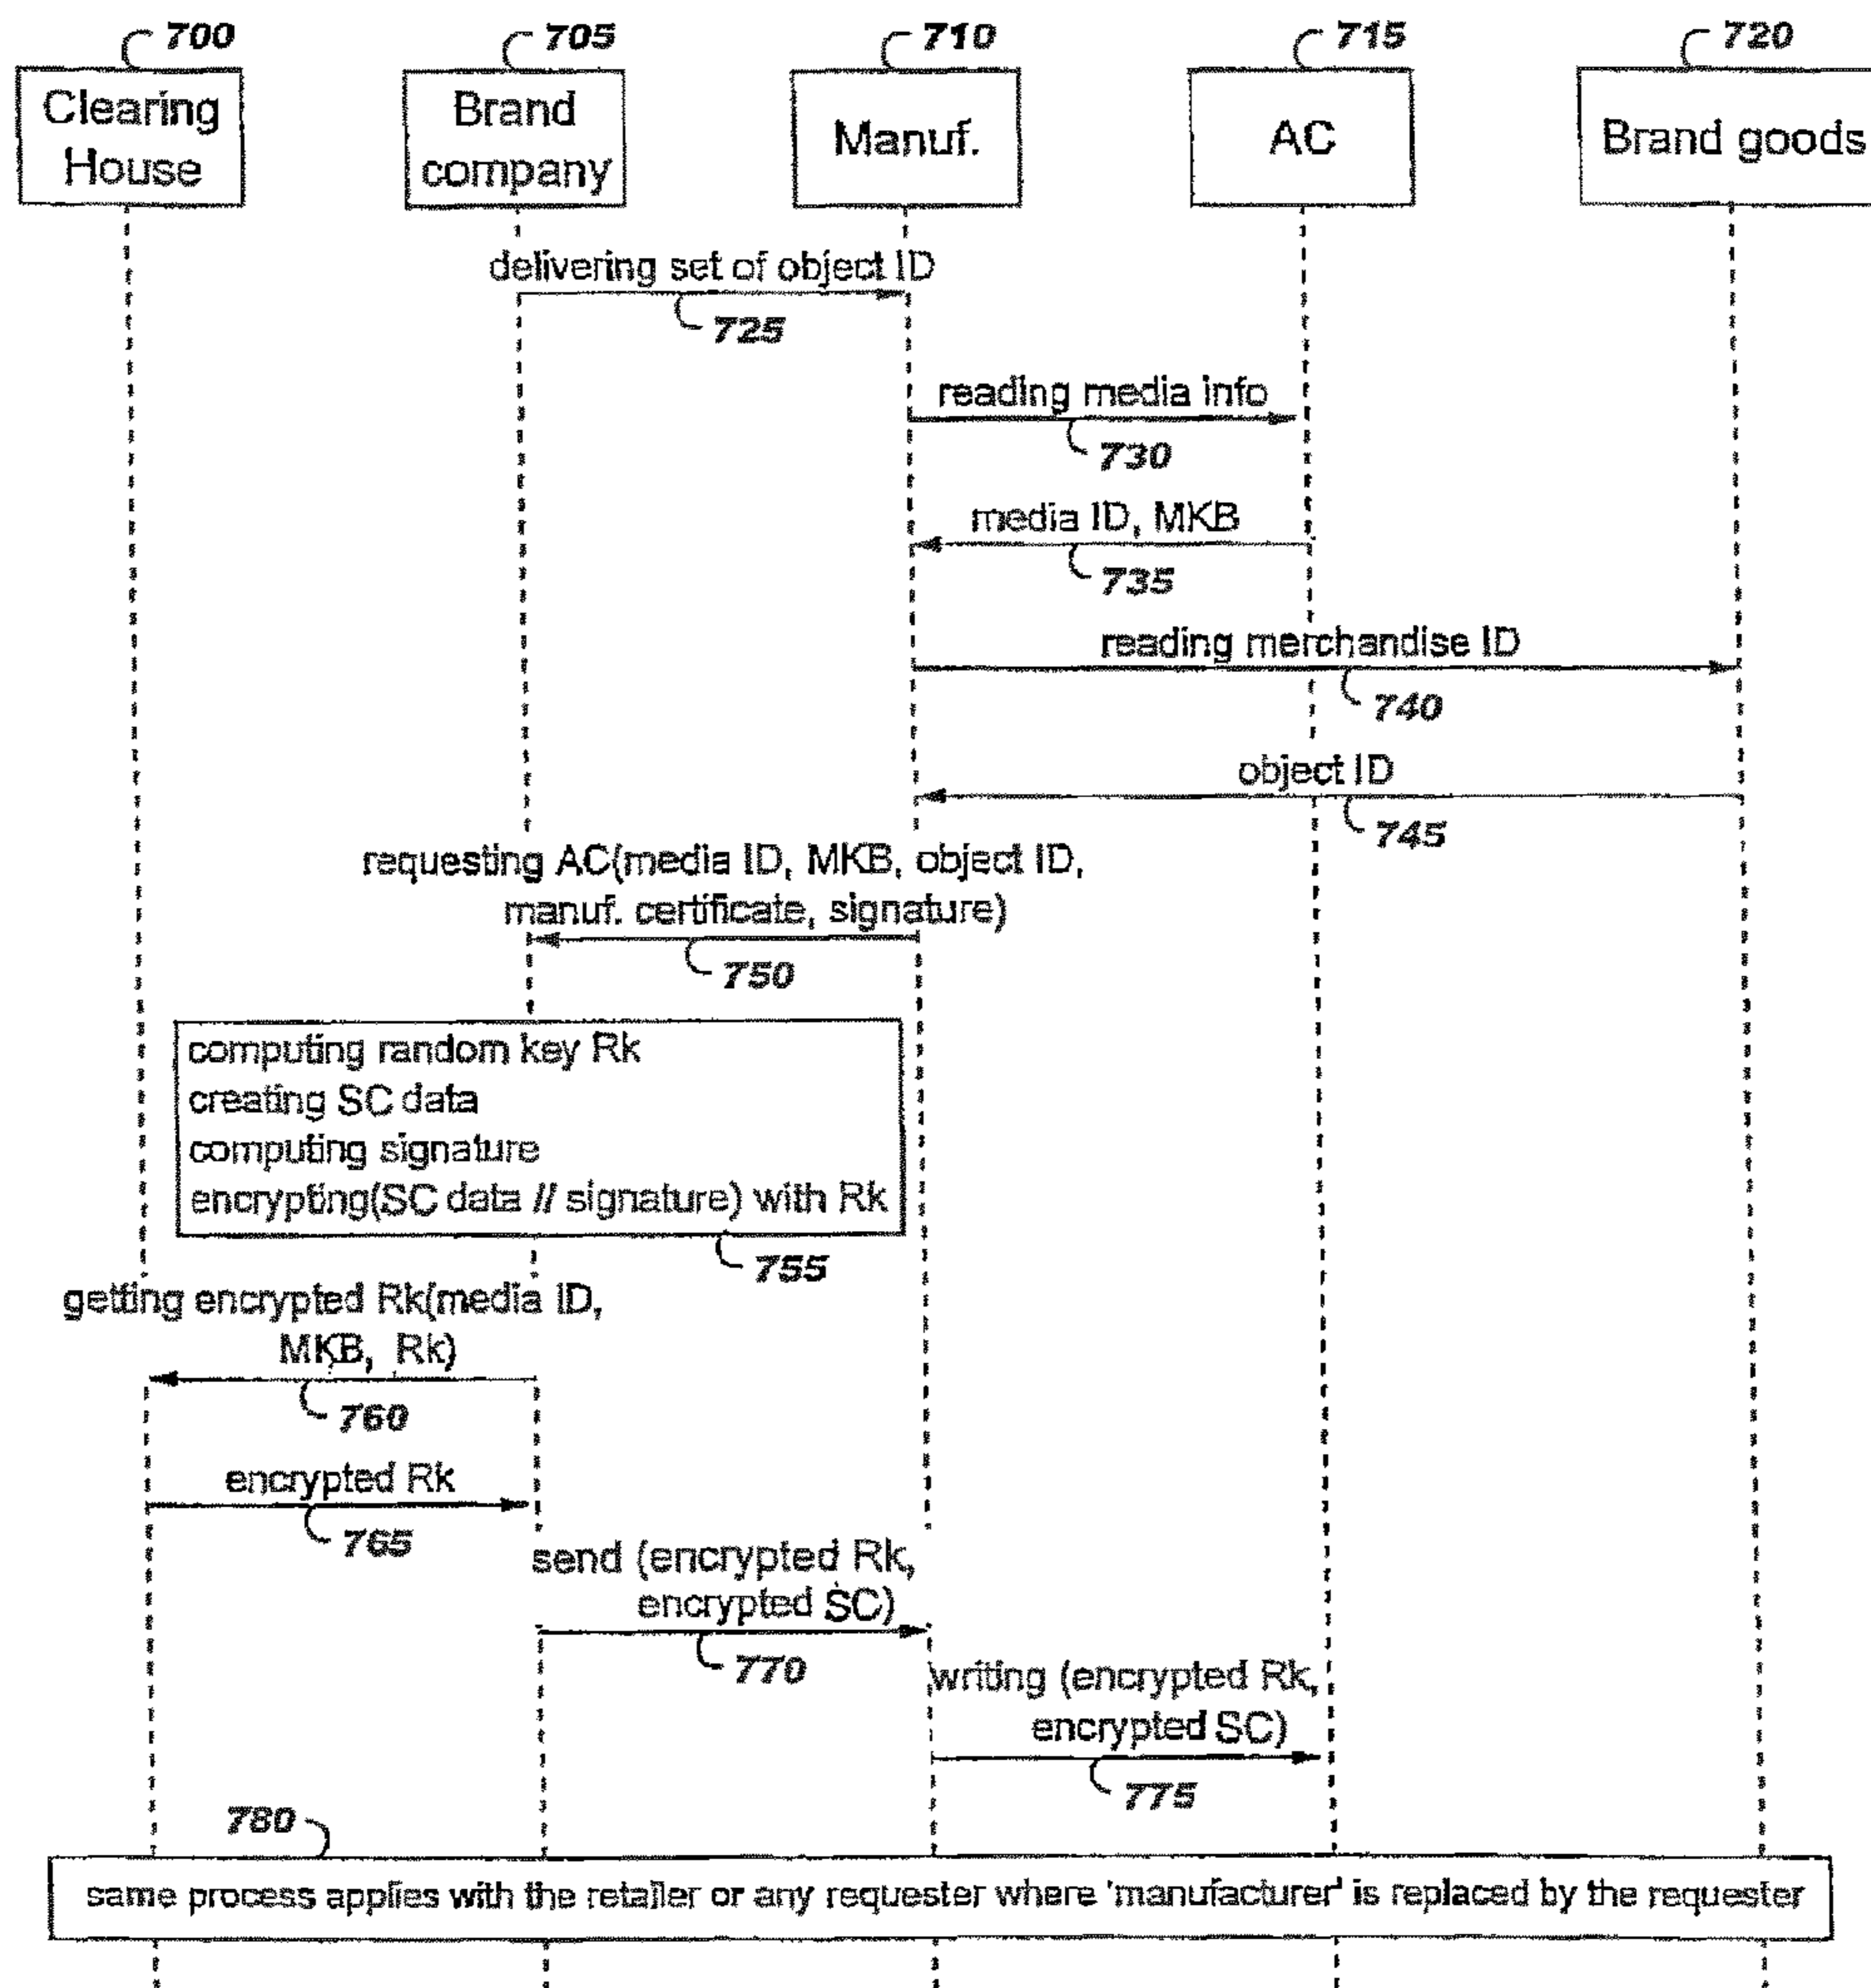 700 705 710 715 720
Clearing House
Brand company
Manuf.
AC
Brand goods
delivering set of object ID
725
reading media info
730
media ID, MKB
735
reading merchandise ID
740
object ID
745
requesting AC(media ID, MKB, object ID,
manuf. certificate, signature)
750
computing random key Rk
creating SC data
computing signature
encrypting(SC data // signature) with Rk
755
getting encrypted Rk(media ID,
MKB, Rk)
760
encrypted Rk
765
send (encrypted Rk,
encrypted SC)
770
writing (encrypted Rk,
encrypted SC)
775
780
same process applies with the retailer or any requester where 'manufacturer' is replaced by the requester